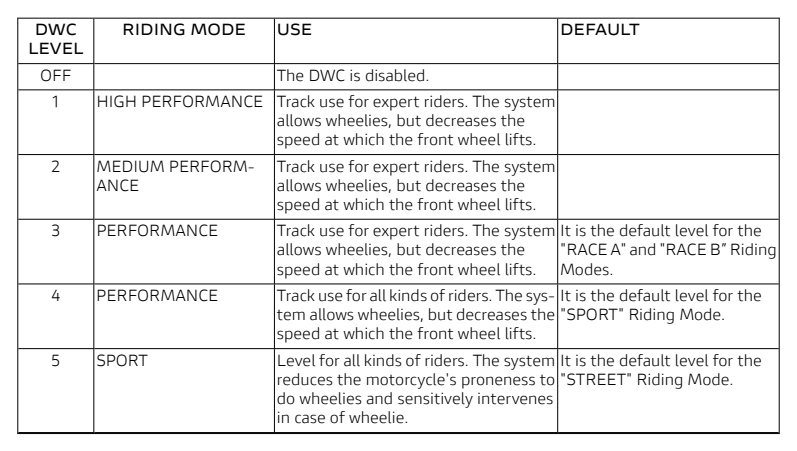 DWC LEVEL RIDING MODE USE DEFAULT
OFF The DWC is disabled.
1 HIGH PERFORMANCE Track use for expert riders. The system
allows wheelies, but decreases the
speed at which the front wheel lifts.
2 MEDIUM PERFORM- Track use for expert riders. The system
ANCE allows wheelies, but decreases the
speed at which the front wheel lifts.
3 PERFORMANCE Track use for expert riders. The system It is the default level for the
allows wheelies, but decreases the "RACE A" and "RACE B" Riding
speed at which the front wheel lifts. Modes.
4 PERFORMANCE Track use for all kinds of riders. The sys- It is the default level for the
tem allows wheelies, but decreases the "SPORT" Riding Mode.
speed at which the front wheel lifts.
5 SPORT Level for all kinds of riders. The system It is the default level for the
reduces the motorcycle's proneness to "STREET" Riding Mode.
do wheelies and sensitively intervenes
in case of wheelie.